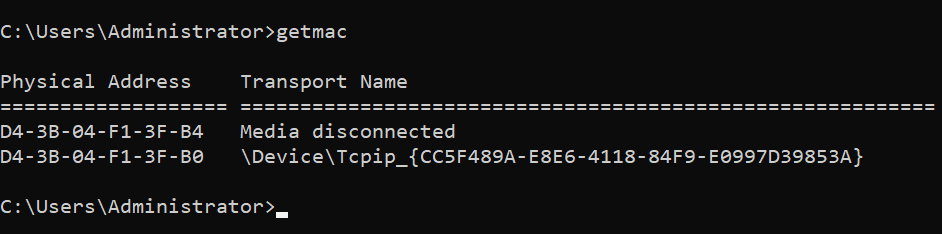 C:\Users\Administrator>getmac
Physical Address    Transport Name
=================== ==========================================================
D4-3B-04-F1-3F-B4   Media disconnected
D4-3B-04-F1-3F-B0   \Device\Tcpip_{CC5F489A-E8E6-4118-84F9-E0997D39853A}
C:\Users\Administrator>